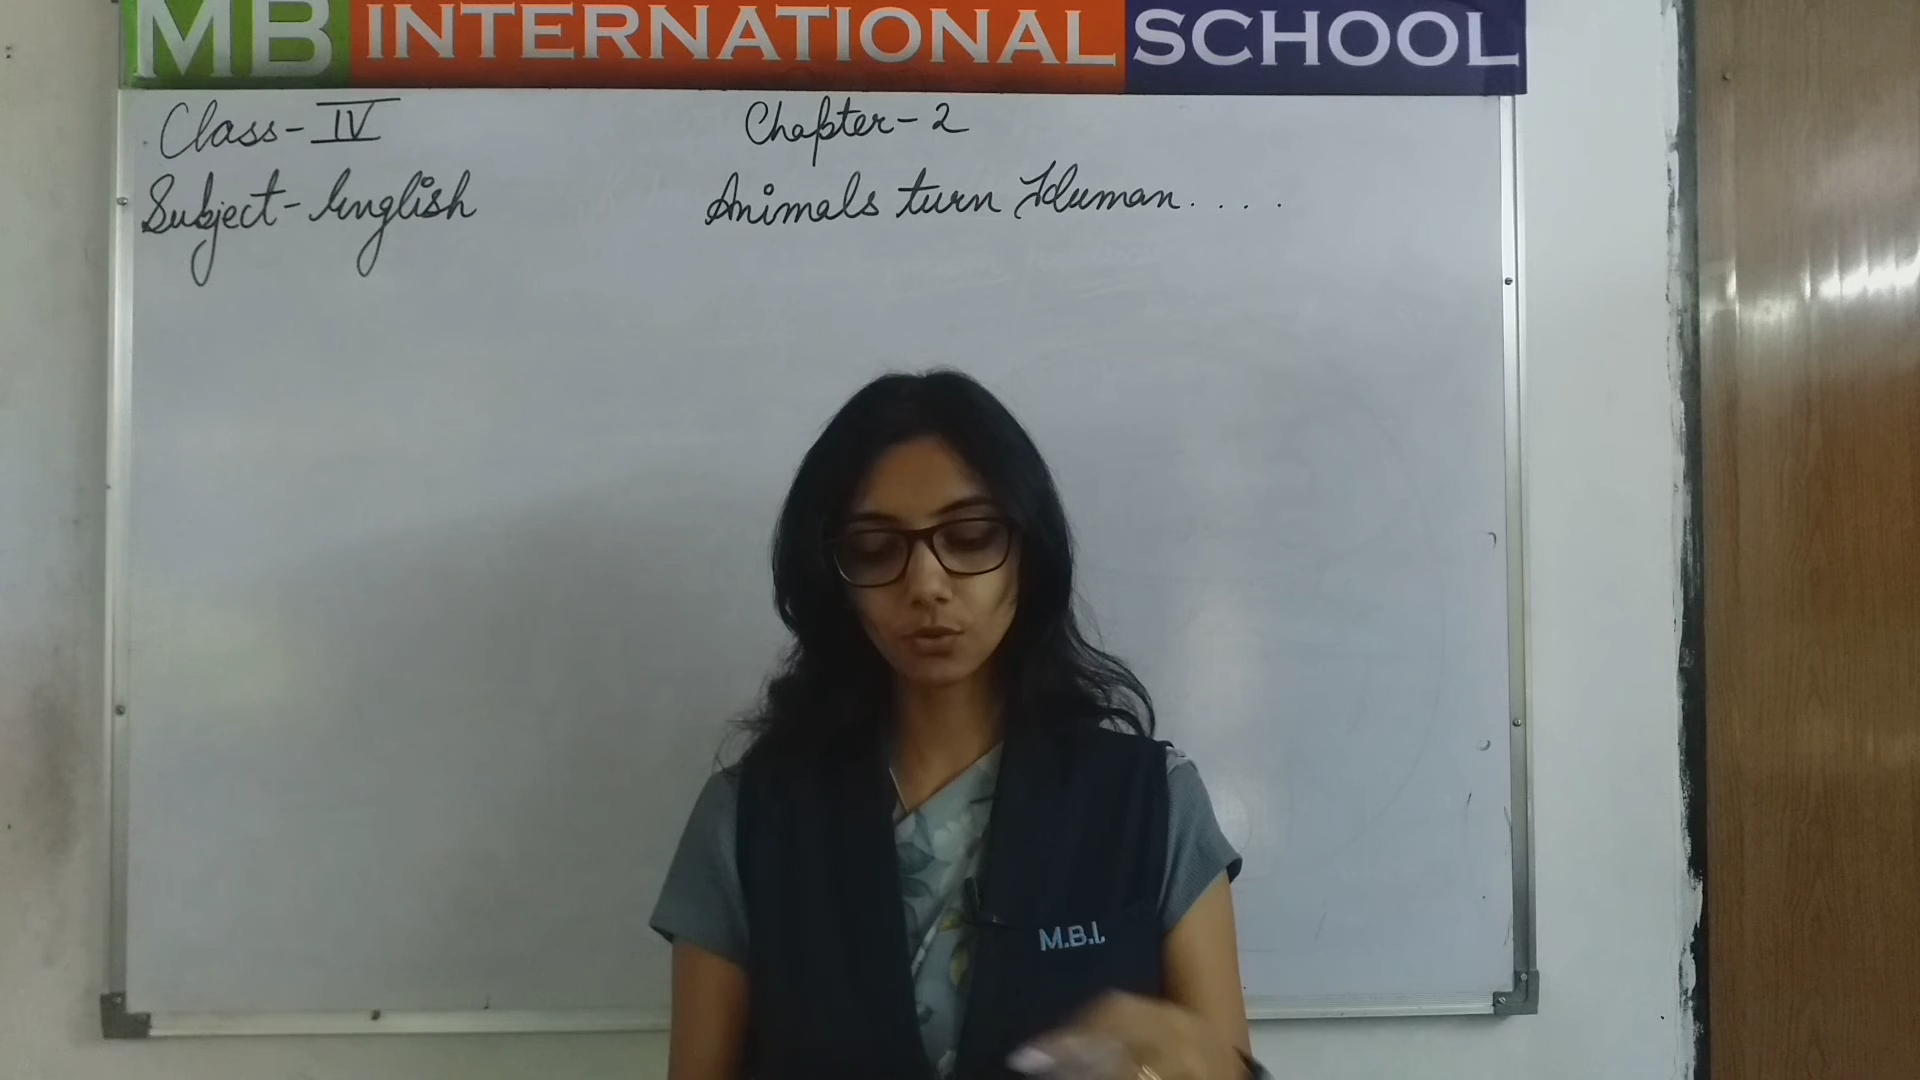 MB INTERNATIONAL SCHOOL
Class-IV
Chapter-2
Subject-English
Animals turn Human....
M.B.I.